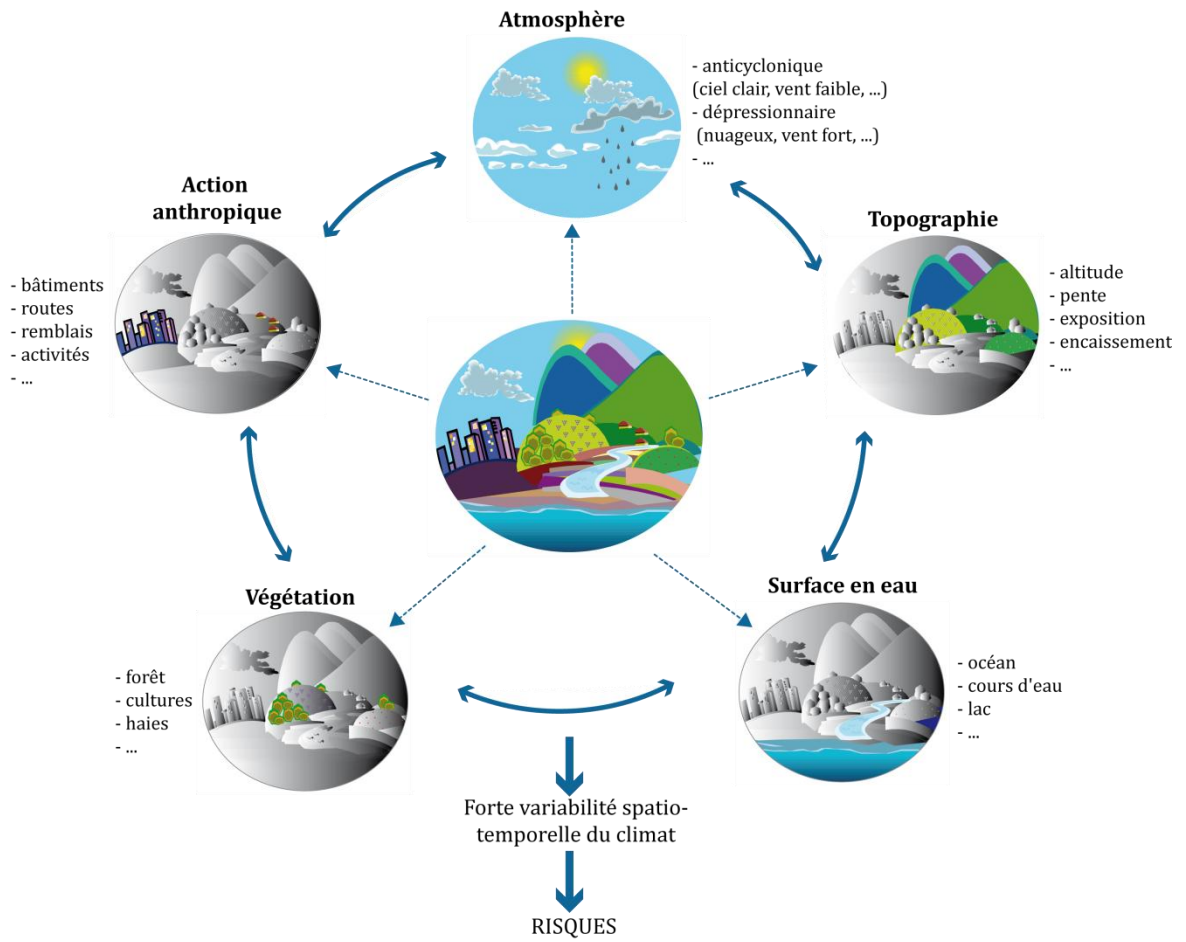 Atmosphère
- anticyclonique
(ciel clair, vent faible, ...)
- dépressionnaire
(nuageux, vent fort, ...)
- ...
Action
anthropique
- bâtiments
- routes
- remblais
- activités
- ...
Topographie
- altitude
- pente
- exposition
- encaissement
- ...
Végétation
- forêt
- cultures
- haies
- ...
Surface en eau
- océan
- cours d'eau
- lac
- ...
Forte variabilité spatio-
temporelle du climat
RISQUES